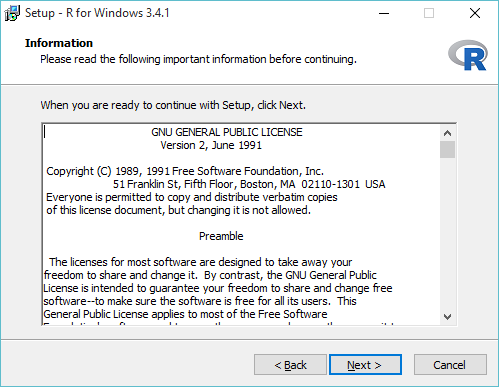 Setup - R for Windows 3.4.1
Information
Please read the following important information before continuing.
R
When you are ready to continue with Setup, click Next.
GNU GENERAL PUBLIC LICENSE
Version 2, June 1991
Copyright (C) 1989, 1991 Free Software Foundation, Inc.
51 Franklin St, Fifth Floor, Boston, MA 02110-1301 USA
Everyone is permitted to copy and distribute verbatim copies
of this license document, but changing it is not allowed.
Preamble
The licenses for most software are designed to take away your
freedom to share and change it. By contrast, the GNU General Public
License is intended to guarantee your freedom to share and change free
software--to make sure the software is free for all its users. This
General Public License applies to most of the Free Software
< Back
Next >
Cancel